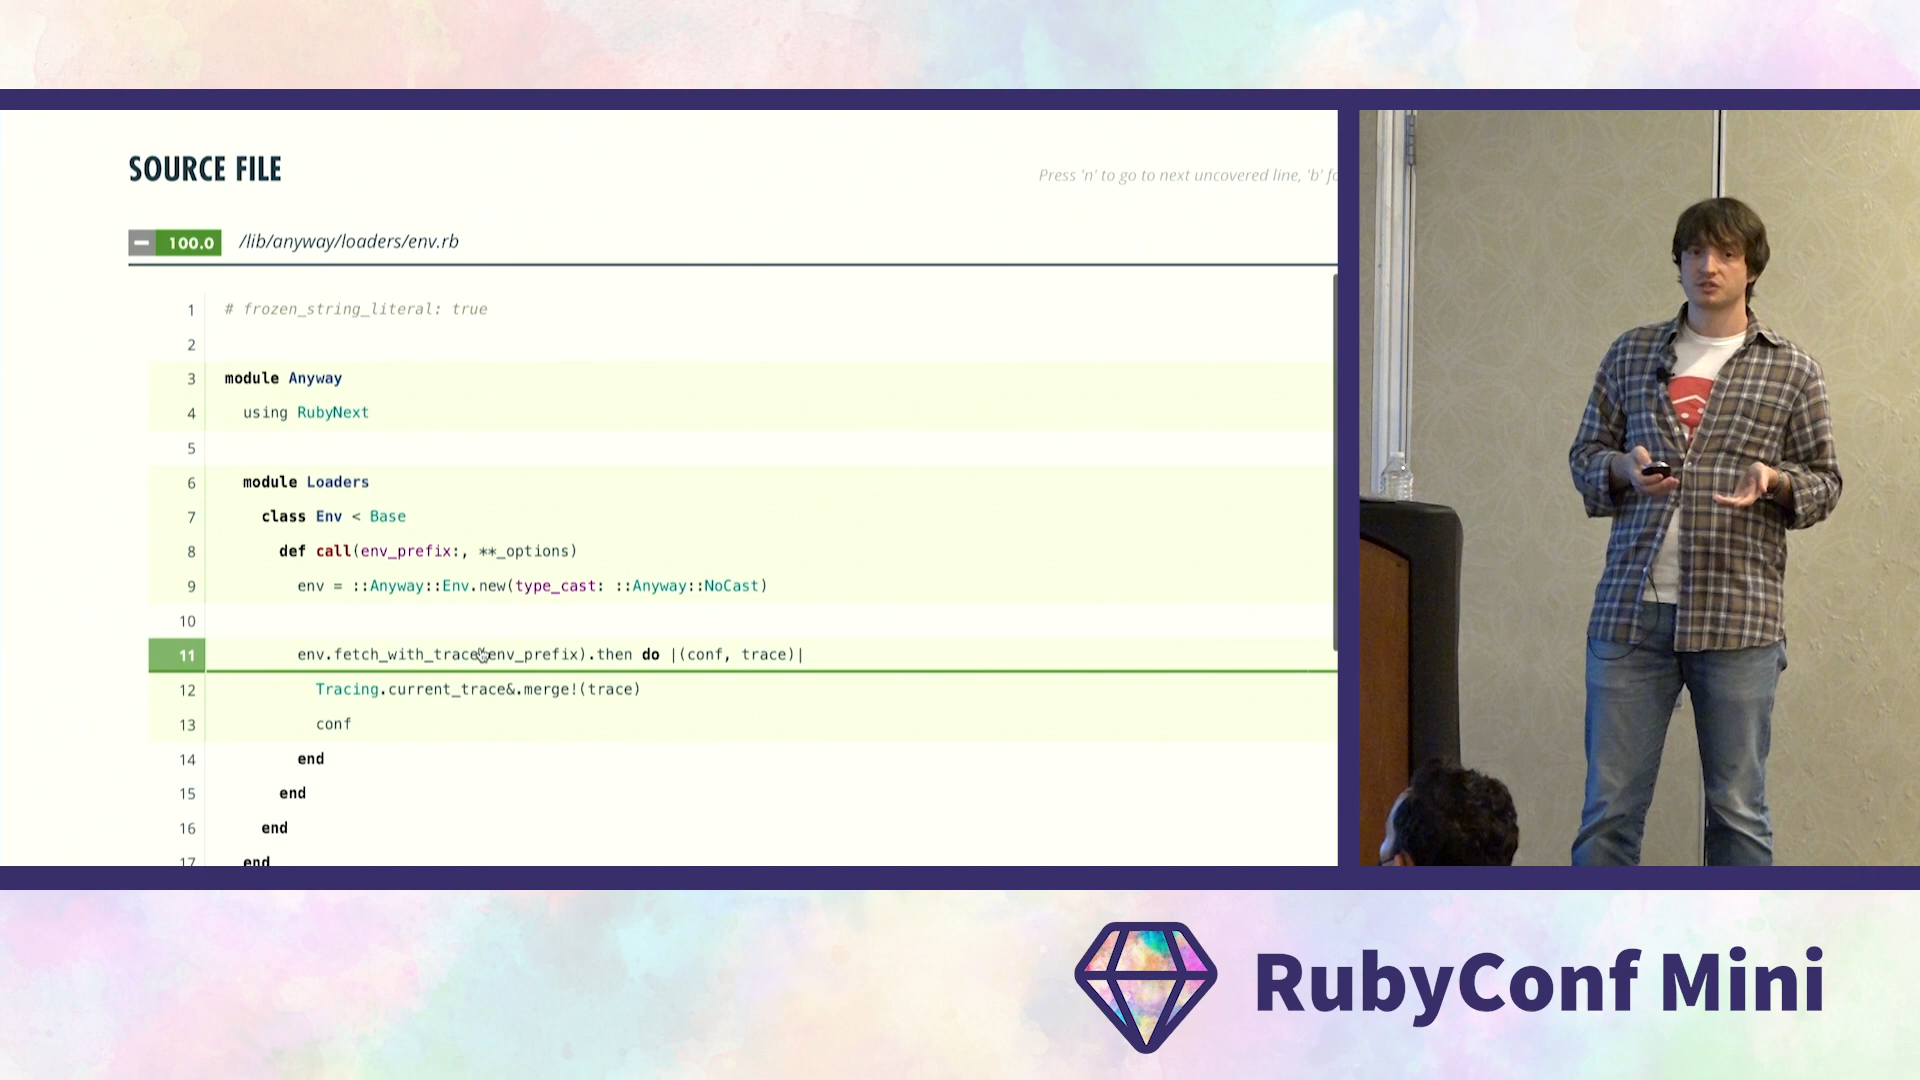 SOURCE FILE
Press 'n' to go to next uncovered line, 'b' fo
100.0 /lib/anyway/loaders/env.rb
1 # frozen_string_literal: true
2
3 module Anyway
4 using RubyNext
5
6 module Loaders
7 class Env < Base
8 def call(env_prefix:, **_options)
9 env = ::Anyway::Env.new(type_cast: ::Anyway::NoCast)
10
11 env.fetch_with_trace(env_prefix).then do |(conf, trace)|
12 Tracing.current_trace&.merge!(trace)
13 conf
14 end
15 end
16 end
17 end
RubyConf Mini